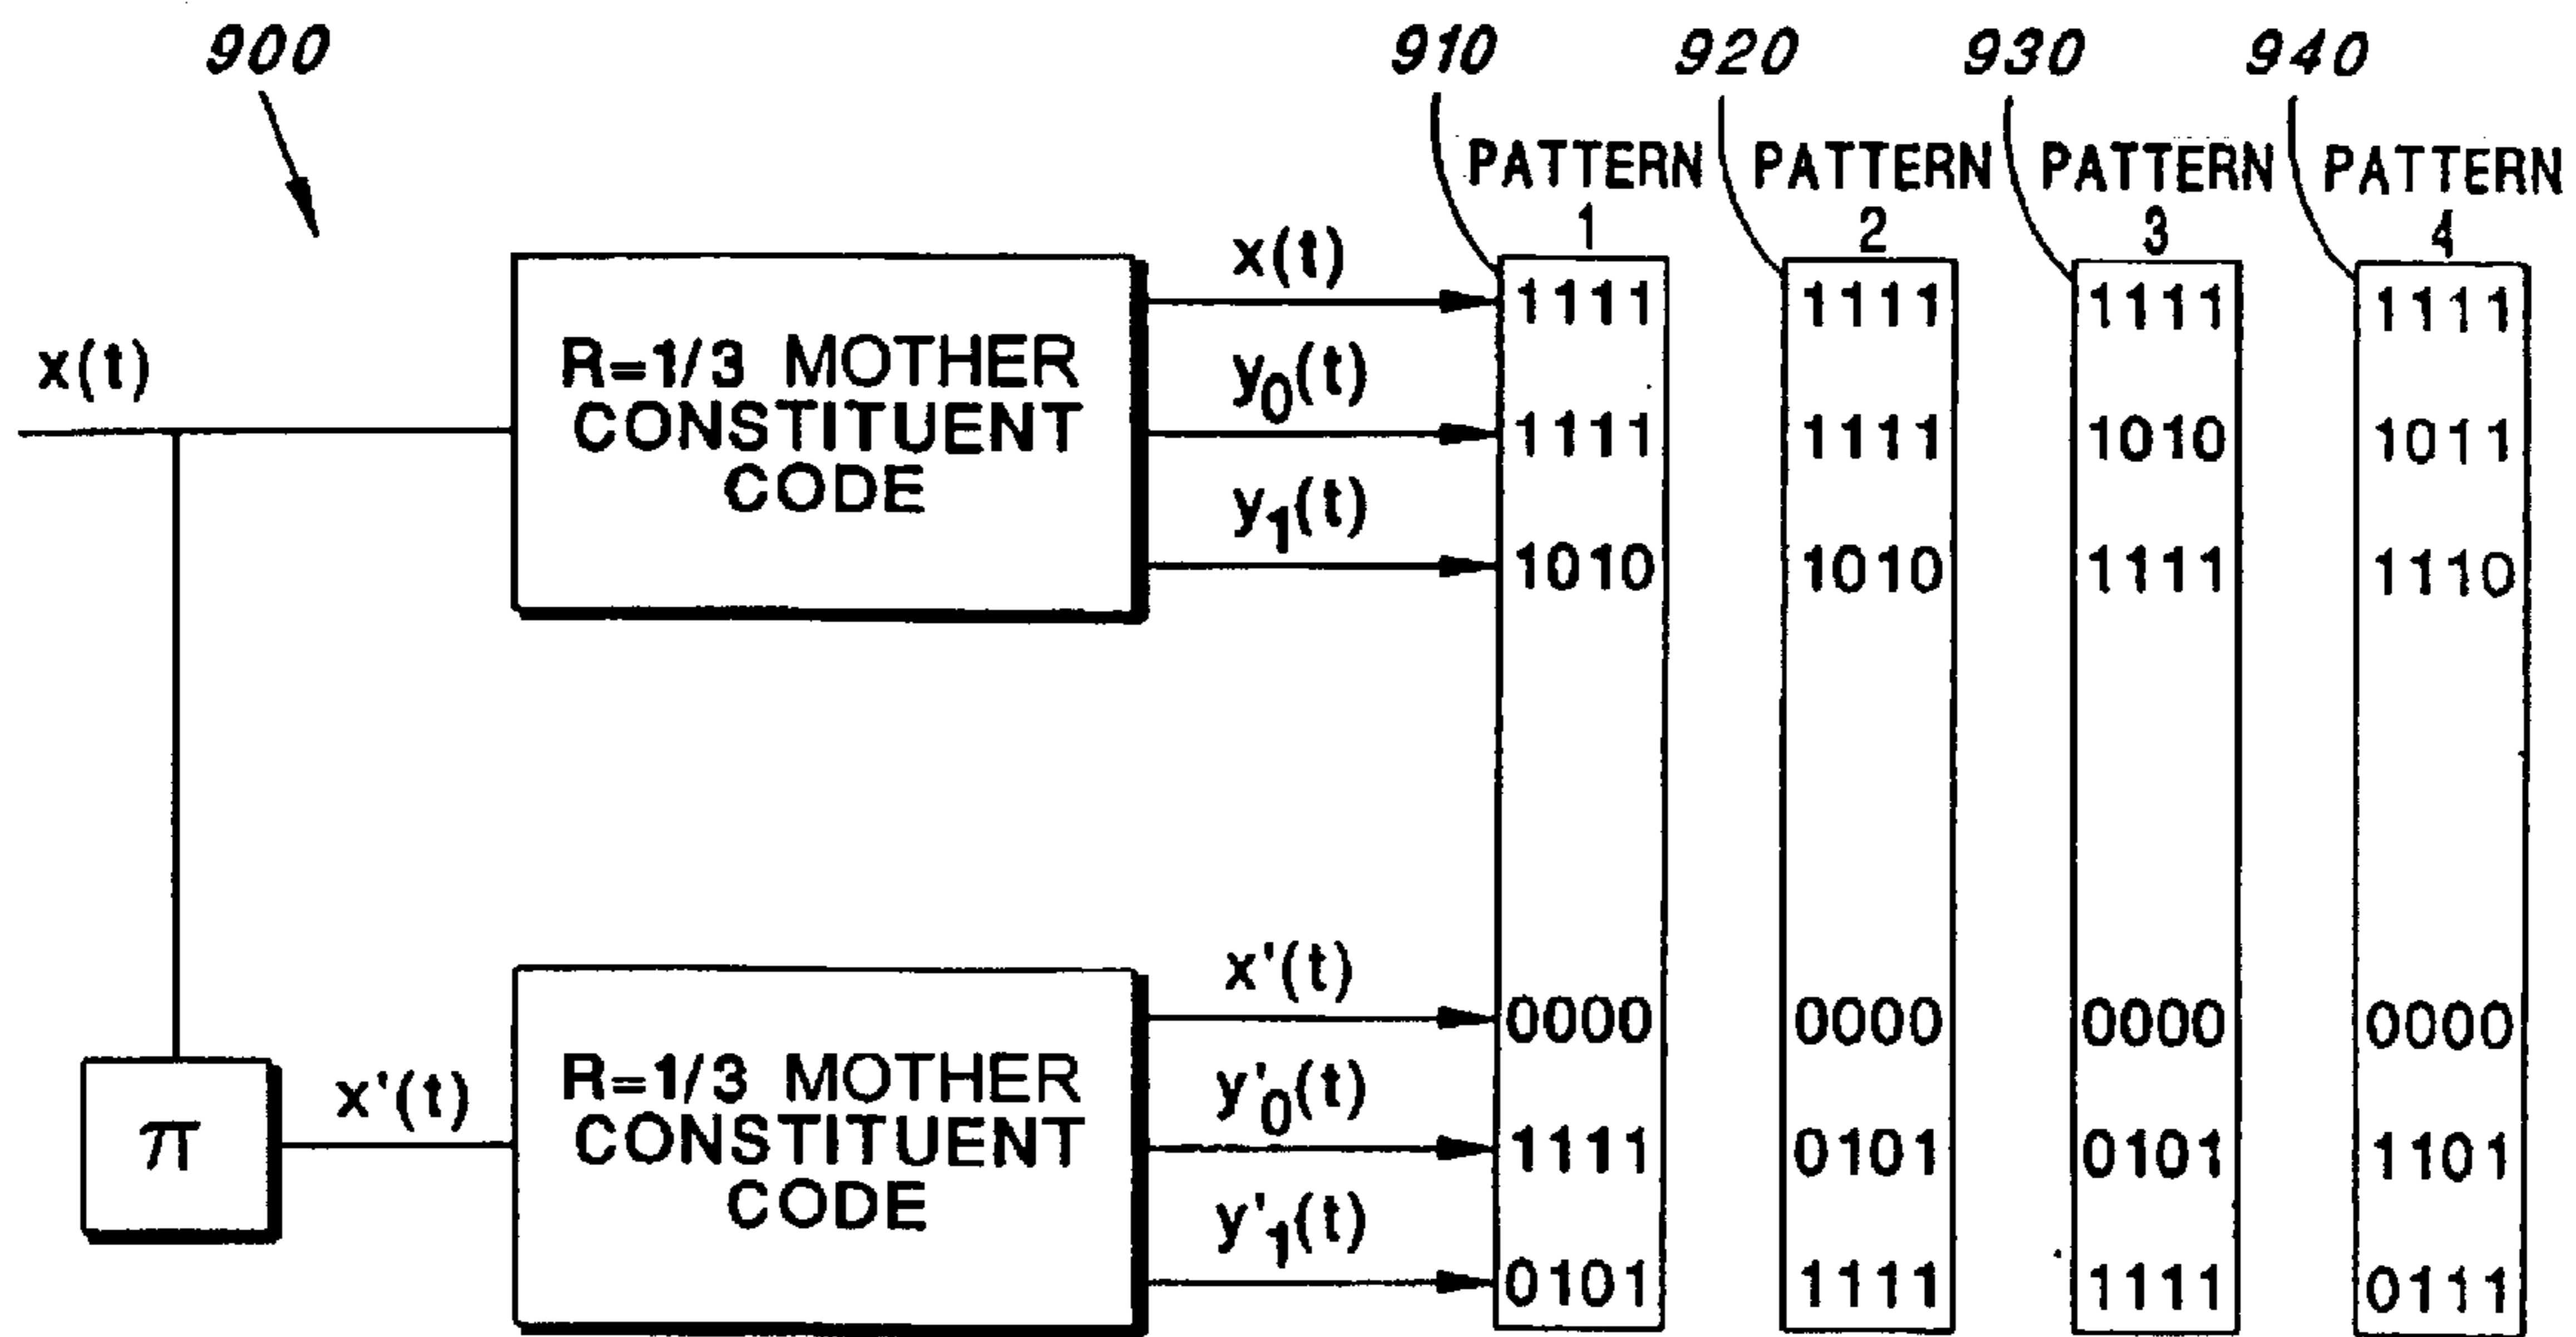 900
910 920 930 940
PATTERN 1 PATTERN 2 PATTERN 3 PATTERN 4
x(t)
R=1/3 MOTHER
CONSTITUENT
CODE
x(t) 1111 1111 1111 1111
y0(t) 1111 1111 1010 1011
y1(t) 1010 1010 1111 1110
π
x'(t)
R=1/3 MOTHER
CONSTITUENT
CODE
x'(t) 0000 0000 0000 0000
y'0(t) 1111 0101 0101 1101
y'1(t) 0101 1111 1111 0111